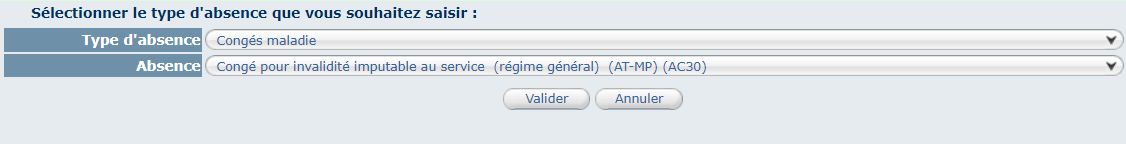 Sélectionner le type d'absence que vous souhaitez saisir :
Type d'absence Congés maladie
Absence Congé pour invalidité imputable au service (régime général) (AT-MP) (AC30)
Valider Annuler